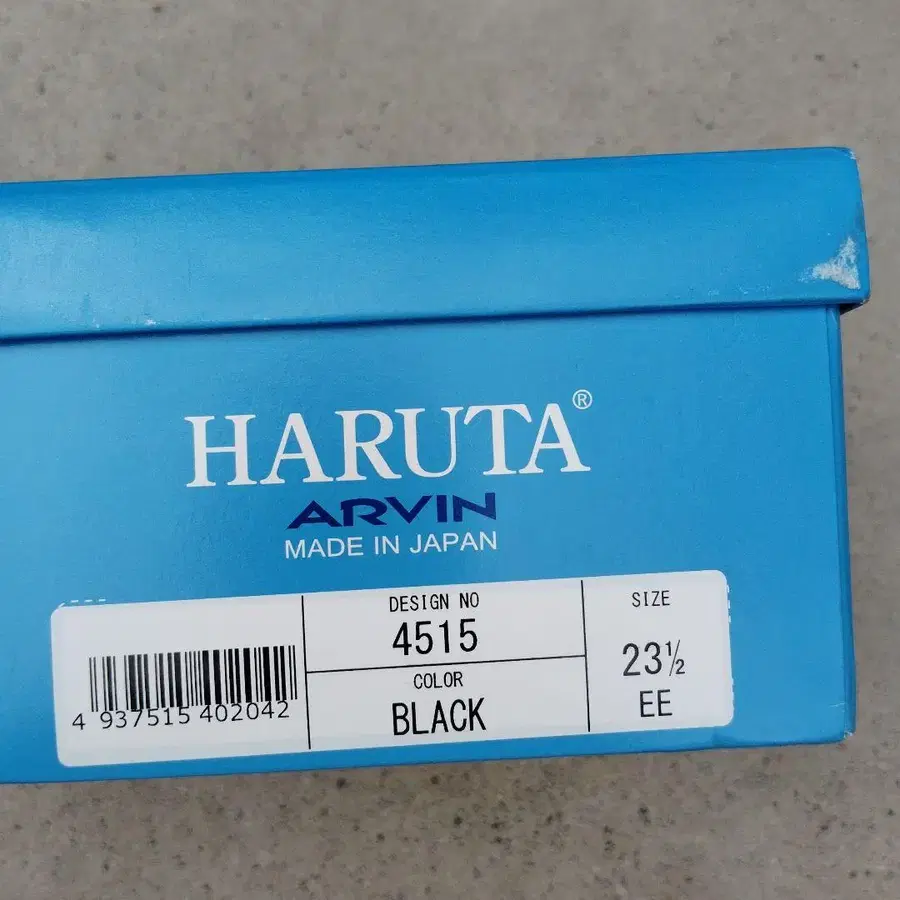 HARUTA®
ARVIN
MADE IN JAPAN
4 937515 402042
DESIGN NO
4515
COLOR
BLACK
SIZE
23½
EE